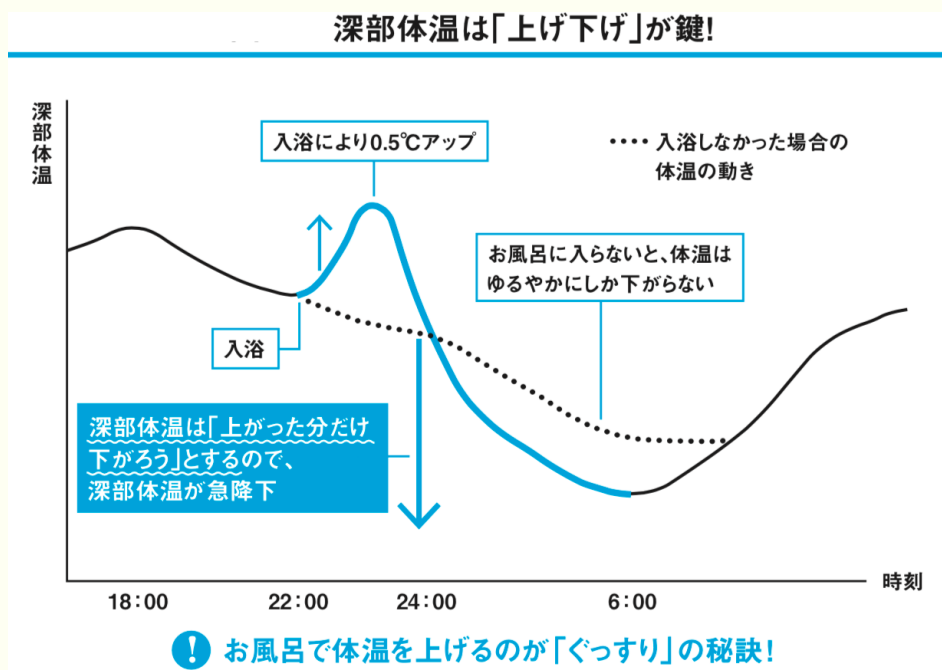 深部体温は「上げ下げ」が鍵!
深部体温
入浴により0.5℃アップ
入浴しなかった場合の
体温の動き
お風呂に入らないと、体温は
ゆるやかにしか下がらない
入浴
深部体温は「上がった分だけ
下がろう」とするので、
深部体温が急降下
時刻
18:00
22:00
24:00
6:00
! お風呂で体温を上げるのが「ぐっすり」の秘訣!